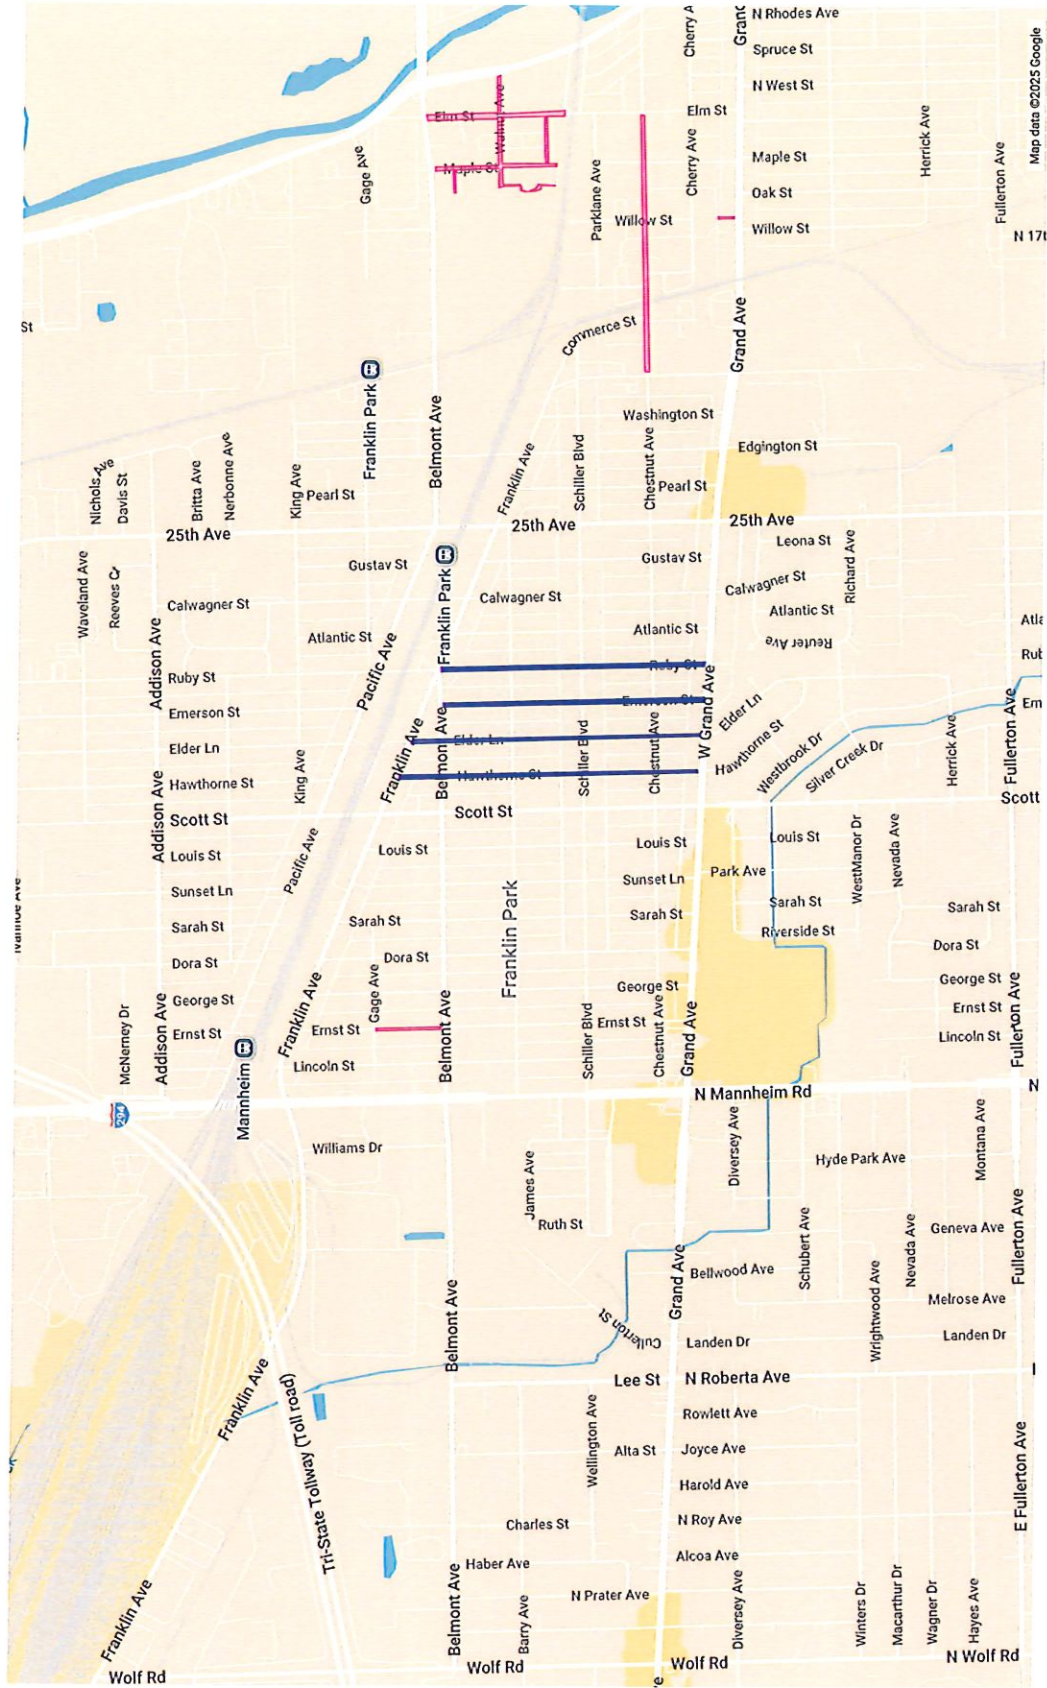 Cherry A
Grand
N Rhodes Ave
Spruce St
N West St
Map data ©2025 Google
Elm St
Walnut Ave
Elm St
Herrick Ave
Gage Ave
Maple St
Parklane Ave
Cherry Ave
Maple St
Oak St
Fullerton Ave
Willow St
Willow St
N 17t
St
Commerce St
Grand Ave
Franklin Park
Belmont Ave
Washington St
Nichols Ave
Davis St
Britta Ave
Nerbonne Ave
King Ave
Pearl St
Franklin Ave
Schiller Blvd
Chestnut Ave
Pearl St
Edgington St
25th Ave
25th Ave
25th Ave
Waveland Ave
Reeves Cr
Gustav St
Franklin Park
Gustav St
Leona St
Richard Ave
Calwagner St
Calwagner St
Calwagner St
Addison Ave
Atlantic St
Pacific Ave
Atlantic St
Atlantic St
Reuter Ave
Atla
Ruby St
Ruby St
Rub
Emerson St
Emerson St
W Grand Ave
Elder Ln
Fullerton Ave
Em
Elder Ln
Franklin Ave
Belmont Ave
Elder Ln
Schiller Blvd
Chestnut Ave
Hawthorne St
Westbrook Dr
Silver Creek Dr
Herrick Ave
Addison Ave
Hawthorne St
King Ave
Hawthorne St
Scott St
Scott St
Scott
Louis St
Pacific Ave
Louis St
Louis St
Louis St
WestManor Dr
Nevada Ave
Sunset Ln
Franklin Park
Sunset Ln
Park Ave
Sarah St
Sarah St
Sarah St
Sarah St
Sarah St
Riverside St
Dora St
Dora St
Dora St
George St
Gage Ave
George St
George St
McNerney Dr
Addison Ave
Ernst St
Franklin Ave
Ernst St
Belmont Ave
Schiller Blvd
Ernst St
Chestnut Ave
Grand Ave
Ernst St
Fullerton Ave
Lincoln St
Lincoln St
Mannheim
N Mannheim Rd
N
294
Williams Dr
James Ave
Diversey Ave
Hyde Park Ave
Montana Ave
Ruth St
Schubert Ave
Nevada Ave
Geneva Ave
Fullerton Ave
Belmont Ave
Grand Ave
Bellwood Ave
Wrightwood Ave
Melrose Ave
Cullerton St
Landen Dr
Landen Dr
Franklin Ave
Tri-State Tollway (Toll road)
Lee St
N Roberta Ave
Wellington Ave
Rowlett Ave
Alta St
Joyce Ave
E Fullerton Ave
Harold Ave
Charles St
N Roy Ave
Haber Ave
Alcoa Ave
Franklin Ave
Belmont Ave
Barry Ave
N Prater Ave
Diversey Ave
Winters Dr
Macarthur Dr
Wagner Dr
Hayes Ave
Wolf Rd
Wolf Rd
Wolf Rd
N Wolf Rd